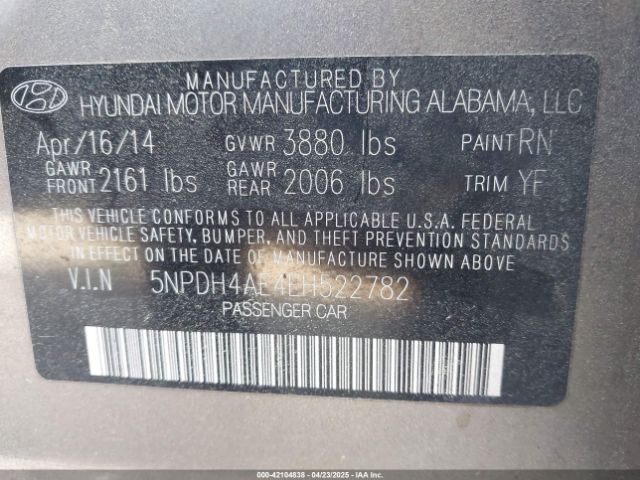 MANUFACTURED BY
HYUNDAI MOTOR MANUFACTURING ALABAMA, LLC
Apr/16/14 GVWR 3880 lbs PAINT RN
GAWR FRONT 2161 lbs GAWR REAR 2006 lbs TRIM YF
THIS VEHICLE CONFORMS TO ALL APPLICABLE U.S.A. FEDERAL
MOTOR VEHICLE SAFETY, BUMPER, AND THEFT PREVENTION STANDARDS
IN EFFECT ON THE DATE OF MANUFACTURE SHOWN ABOVE.
V.I.N 5NPDH4AE4EH522782
PASSENGER CAR
000-42104838 - 04/23/2025 - IAAI.COM